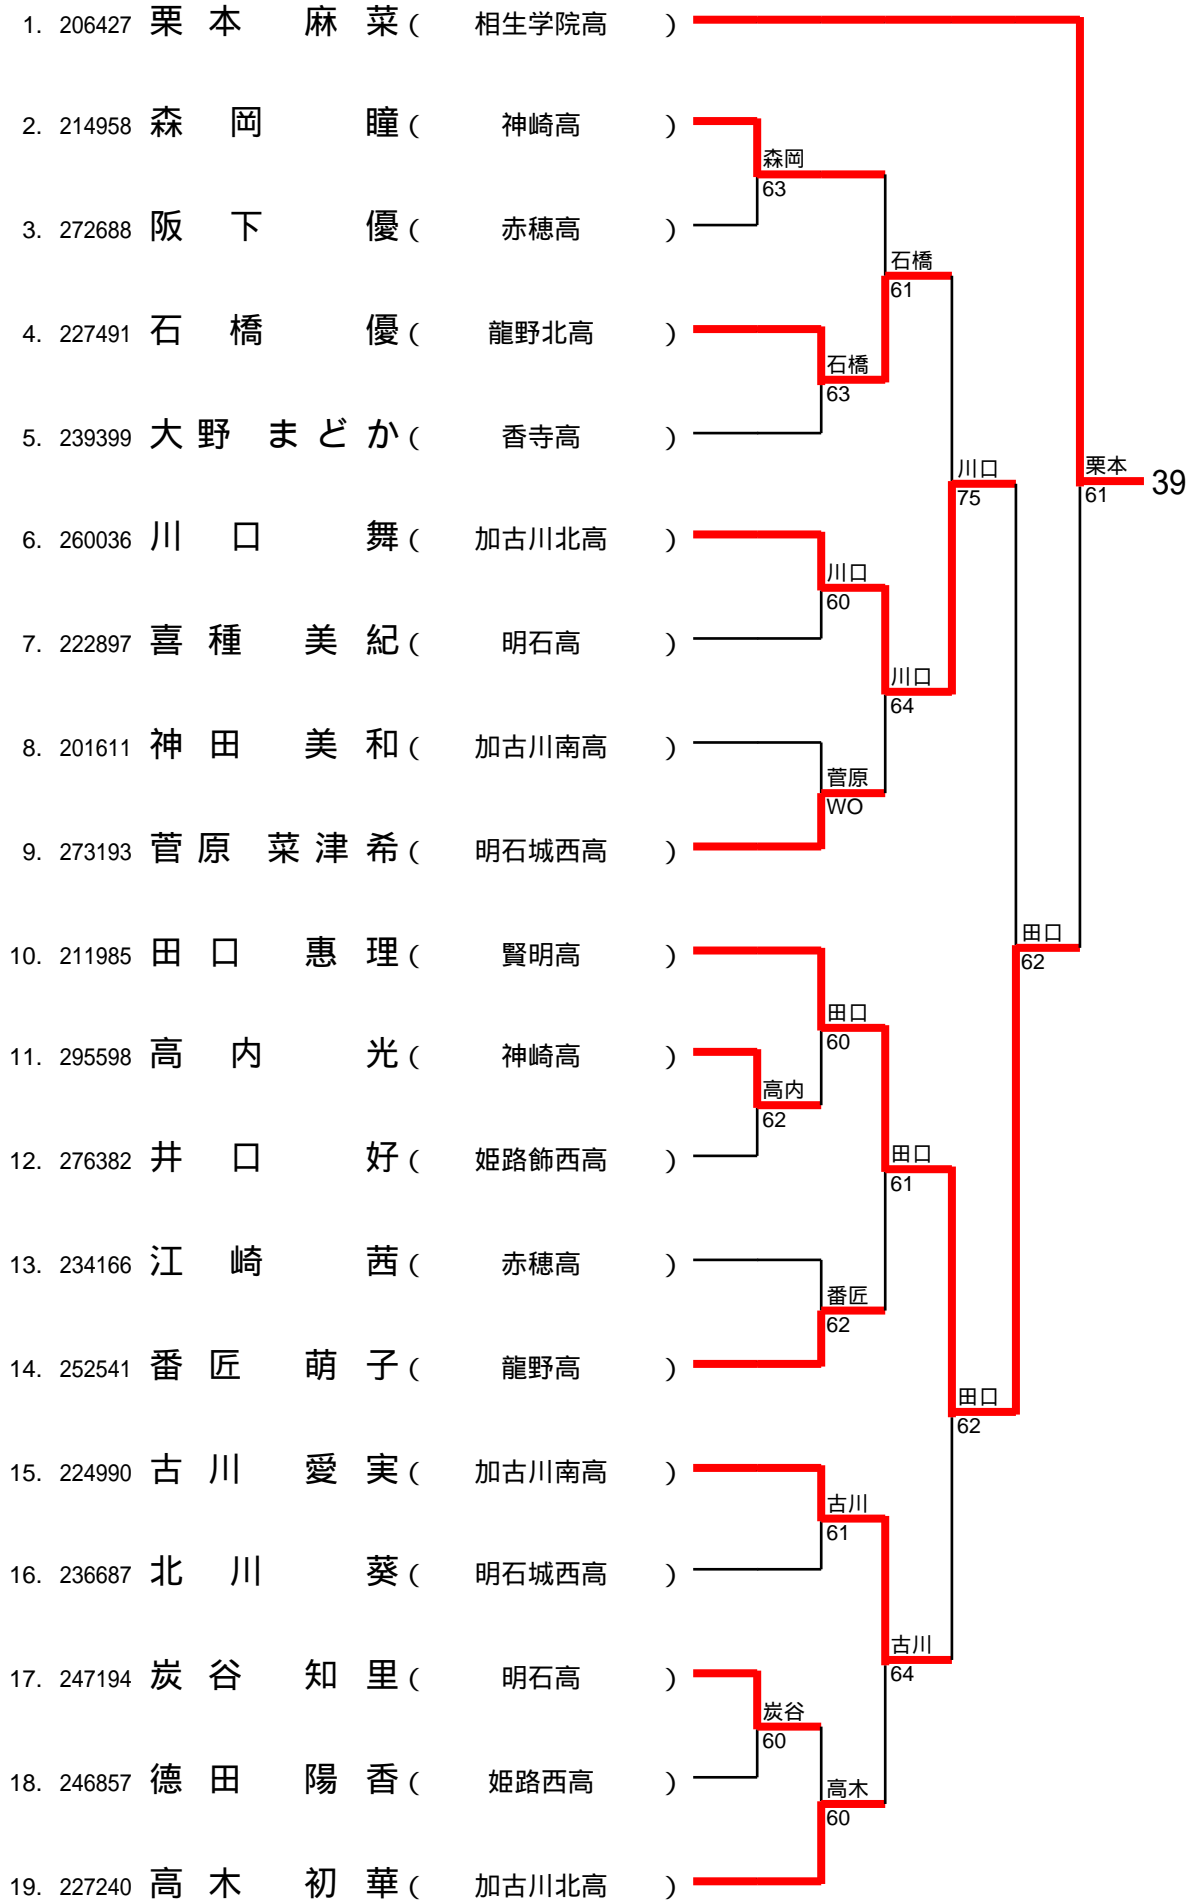 1. 206427 栗本 麻菜 ( 相生学院高 )
2. 214958 森岡 瞳 ( 神崎高 )
森岡
63
3. 272688 阪下 優 ( 赤穂高 )
石橋
61
4. 227491 石橋 優 ( 龍野北高 )
石橋
63
5. 239399 大野 まどか ( 香寺高 )
川口
75
栗本
61
39
6. 260036 川口 舞 ( 加古川北高 )
川口
60
7. 222897 喜種 美紀 ( 明石高 )
川口
64
8. 201611 神田 美和 ( 加古川南高 )
菅原
WO
9. 273193 菅原 菜津希 ( 明石城西高 )
10. 211985 田口 惠理 ( 賢明高 )
田口
62
田口
60
11. 295598 高内 光 ( 神崎高 )
高内
62
12. 276382 井口 好 ( 姫路飾西高 )
田口
61
13. 234166 江崎 茜 ( 赤穂高 )
番匠
62
14. 252541 番匠 萌子 ( 龍野高 )
田口
62
15. 224990 古川 愛実 ( 加古川南高 )
古川
61
16. 236687 北川 葵 ( 明石城西高 )
古川
64
17. 247194 炭谷 知里 ( 明石高 )
炭谷
60
18. 246857 德田 陽香 ( 姫路西高 )
高木
60
19. 227240 高木 初華 ( 加古川北高 )